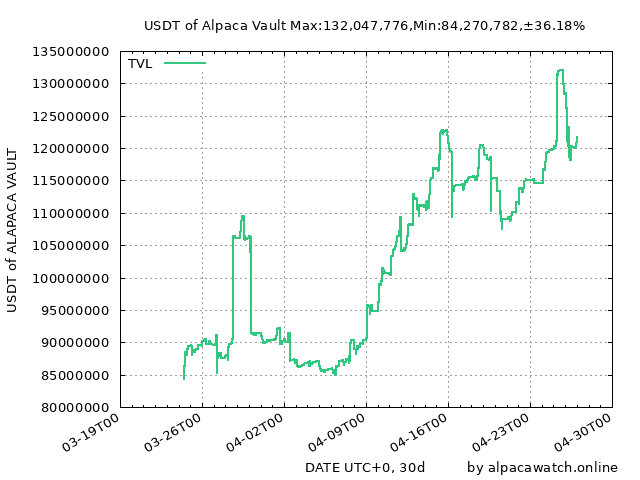 USDT of Alpaca Vault Max:132,047,776,Min:84,270,782,±36.18%
TVL
135000000
130000000
125000000
120000000
115000000
110000000
105000000
100000000
95000000
90000000
85000000
80000000
USDT of ALAPACA VAULT
03-19T00
03-26T00
04-02T00
04-09T00
04-16T00
04-23T00
04-30T00
DATE UTC+0, 30d
by alpacawatch.online